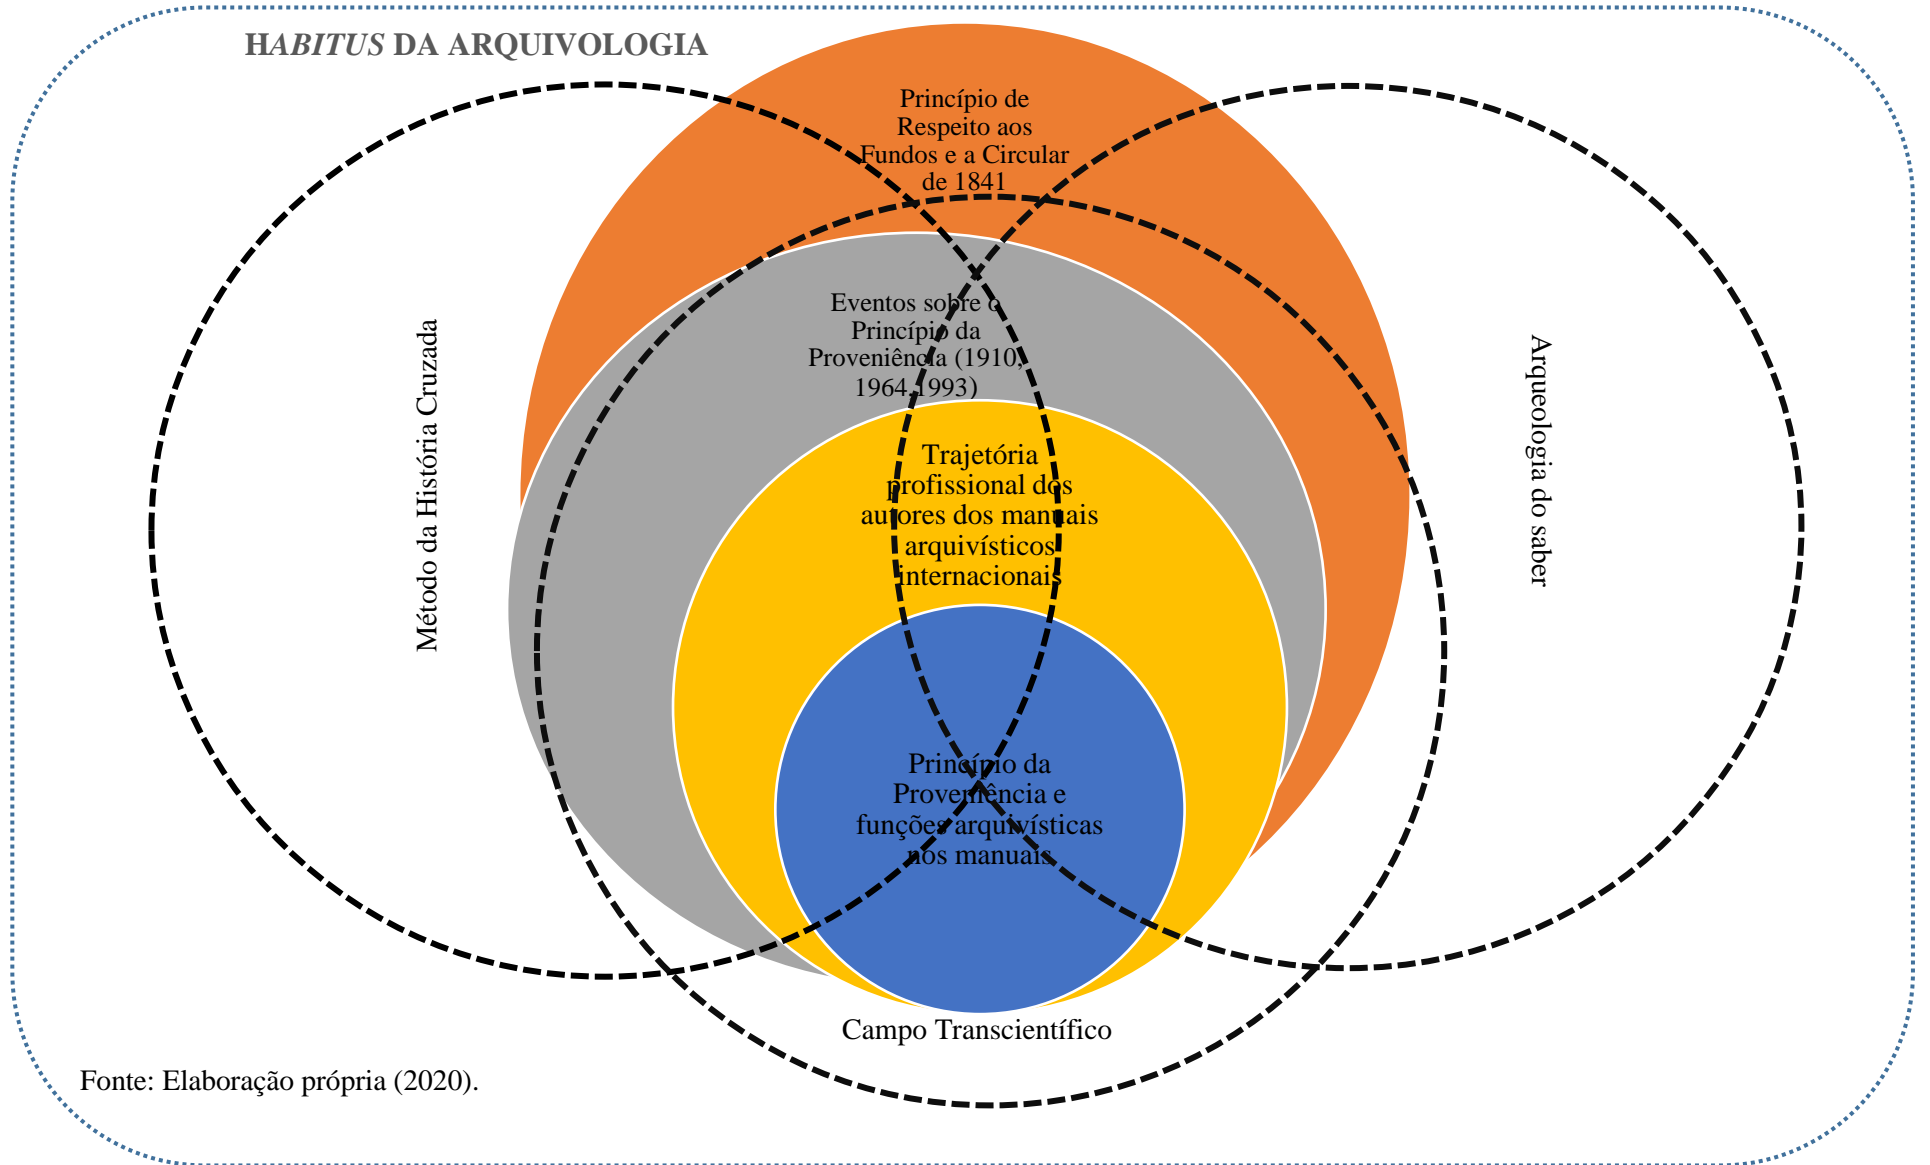 HABITUS DA ARQUIVOLOGIA
Princípio de
Respeito aos
Fundos e a Circular
de 1841
Eventos sobre o
Princípio da
Proveniência (1910,
1964,1993)
Método da História Cruzada
Arqueologia do saber
Trajetória
profissional dos
autores dos manuais
arquivísticos
internacionais
Princípio da
Proveniência e
funções arquivísticas
nos manuais
Campo Transcientífico
Fonte: Elaboração própria (2020).